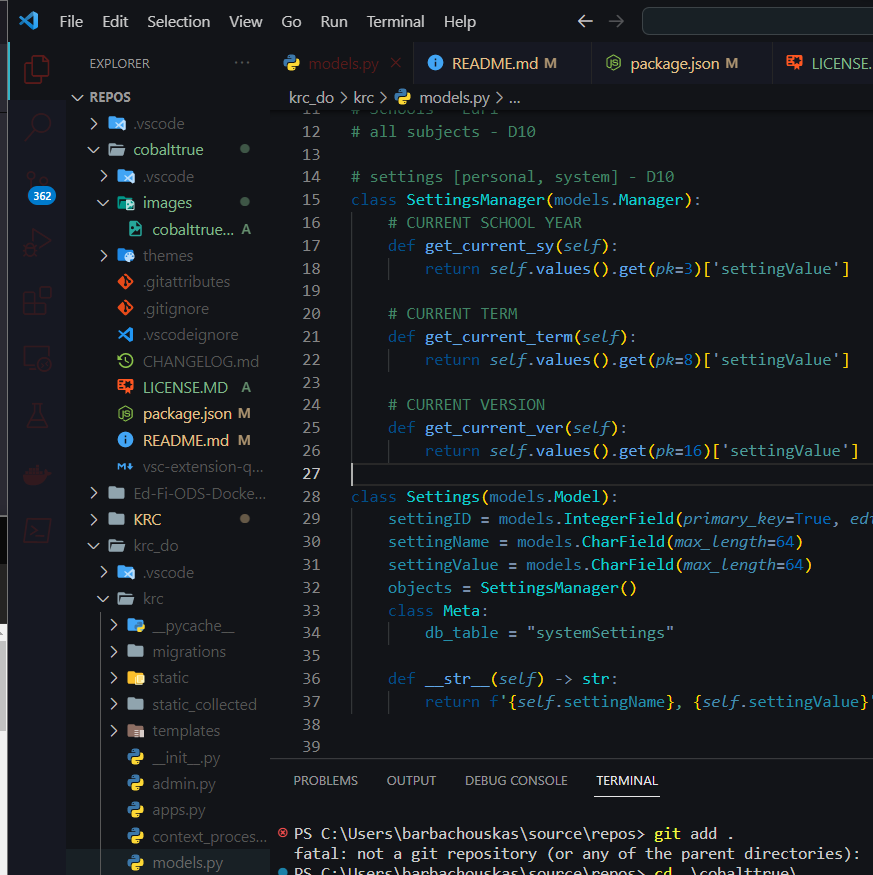 File Edit Selection View Go Run Terminal Help
EXPLORER
models.py
README.md M
package.json M
LICENSE.
REPOS
krc_do > krc > models.py > ...
.vscode
cobalttrue
.vscode
images
cobalttrue... A
themes
.gitattributes
.gitignore
.vscodeignore
CHANGELOG.md
LICENSE.MD A
package.json M
README.md M
vsc-extension-q...
Ed-Fi-ODS-Docke...
KRC
krc_do
.vscode
krc
__pycache__
migrations
static
static_collected
templates
__init__.py
admin.py
apps.py
context_proces...
models.py
362
12 # all subjects - D10
13
14 # settings [personal, system] - D10
15 class SettingsManager(models.Manager):
16 # CURRENT SCHOOL YEAR
17 def get_current_sy(self):
18 return self.values().get(pk=3)['settingValue']
19
20 # CURRENT TERM
21 def get_current_term(self):
22 return self.values().get(pk=8)['settingValue']
23
24 # CURRENT VERSION
25 def get_current_ver(self):
26 return self.values().get(pk=16)['settingValue']
27
28 class Settings(models.Model):
29 settingID = models.IntegerField(primary_key=True,
30 settingName = models.CharField(max_length=64)
31 settingValue = models.CharField(max_length=64)
32 objects = SettingsManager()
33 class Meta:
34 db_table = "systemSettings"
35
36 def __str__(self) -> str:
37 return f'{self.settingName}, {self.settingValue}'
38
39
PROBLEMS OUTPUT DEBUG CONSOLE TERMINAL
PS C:\Users\barbachouskas\source\repos> git add .
fatal: not a git repository (or any of the parent directories):
PS C:\Users\barbachouskas\source\repos> cd .\cobalttrue\